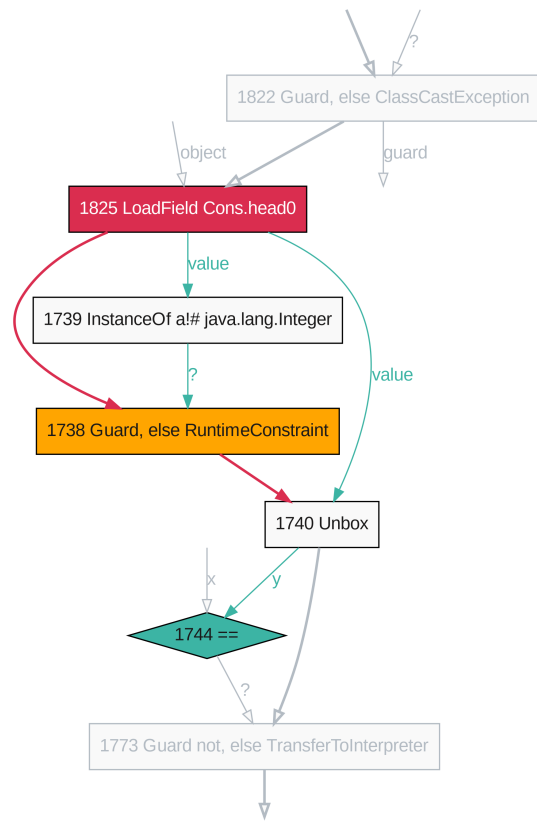 ?
1822 Guard, else ClassCastException
object
guard
1825 LoadField Cons.head0
value
1739 InstanceOf a!# java.lang.Integer
?
value
1738 Guard, else RuntimeConstraint
1740 Unbox
x
y
1744 ==
?
1773 Guard not, else TransferToInterpreter